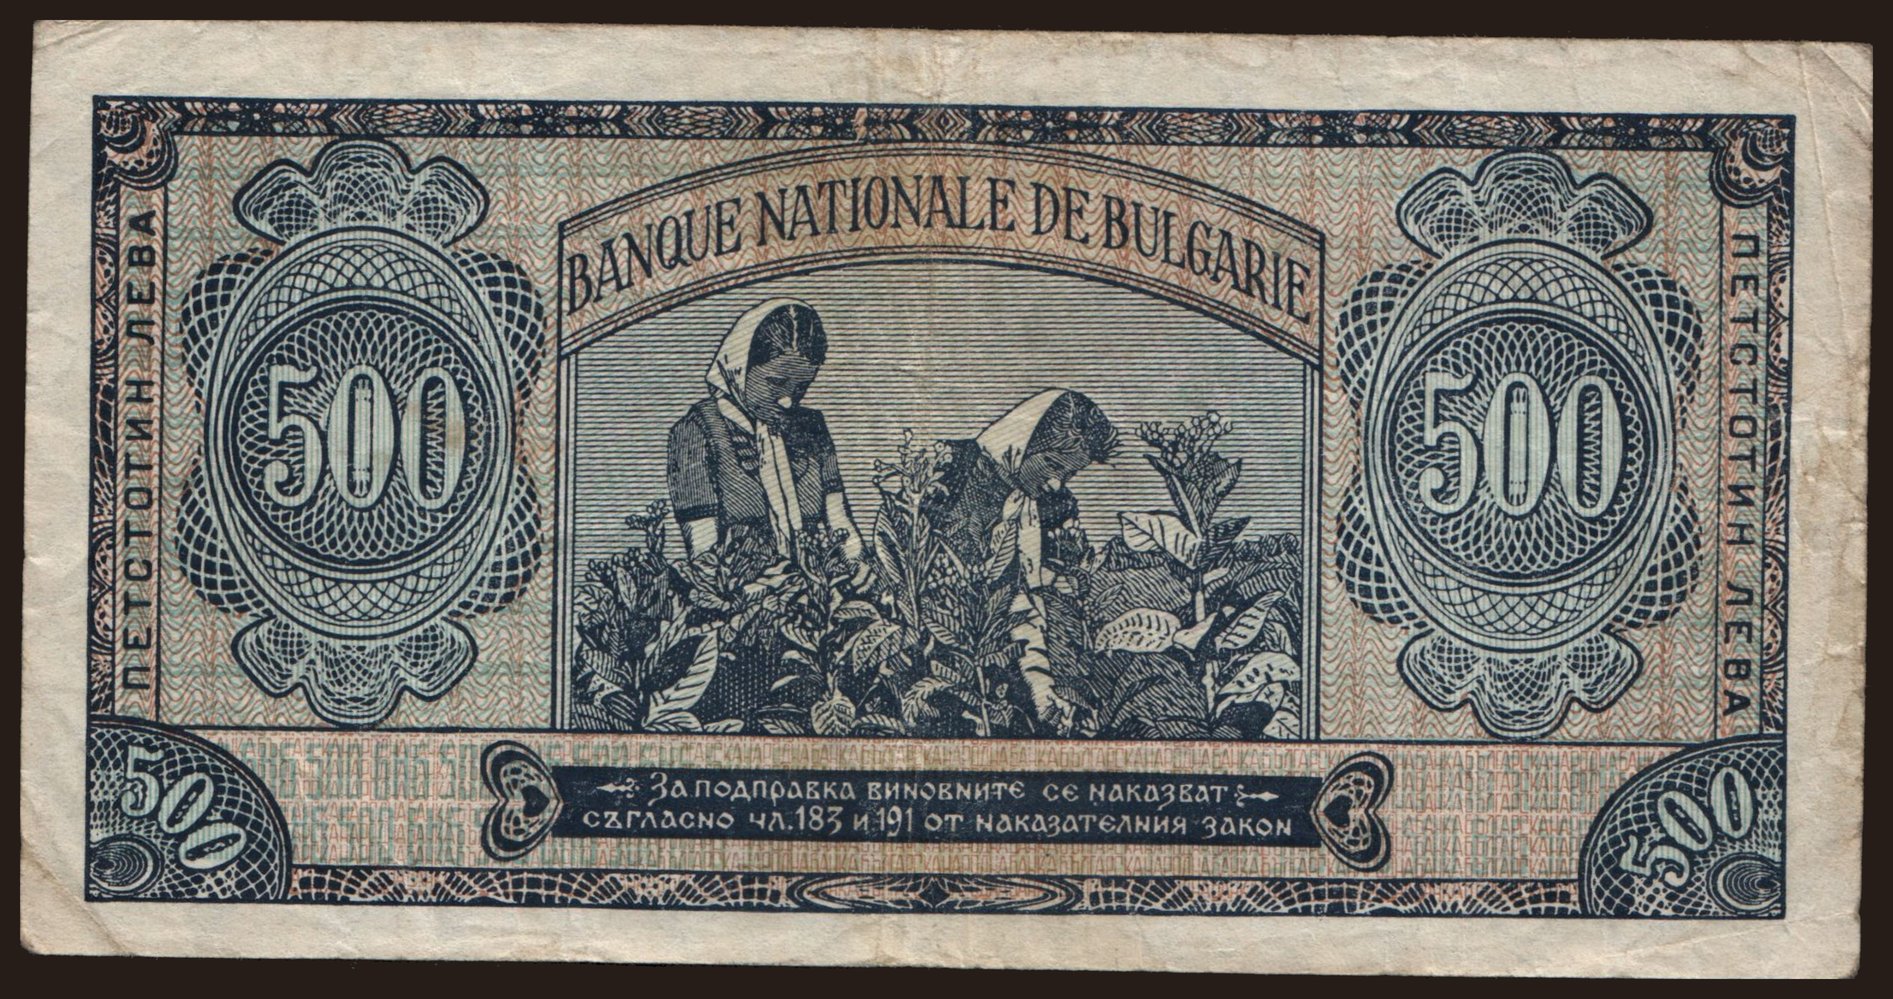 BANQUE NATIONALE DE BULGARIE
ПЕТСТОТИН ЛЕВА
500
500
ПЕТСТОТИН ЛЕВА
500
За подправка виновните се наказват
съгласно чл.183 и 191 от наказателния закон
500